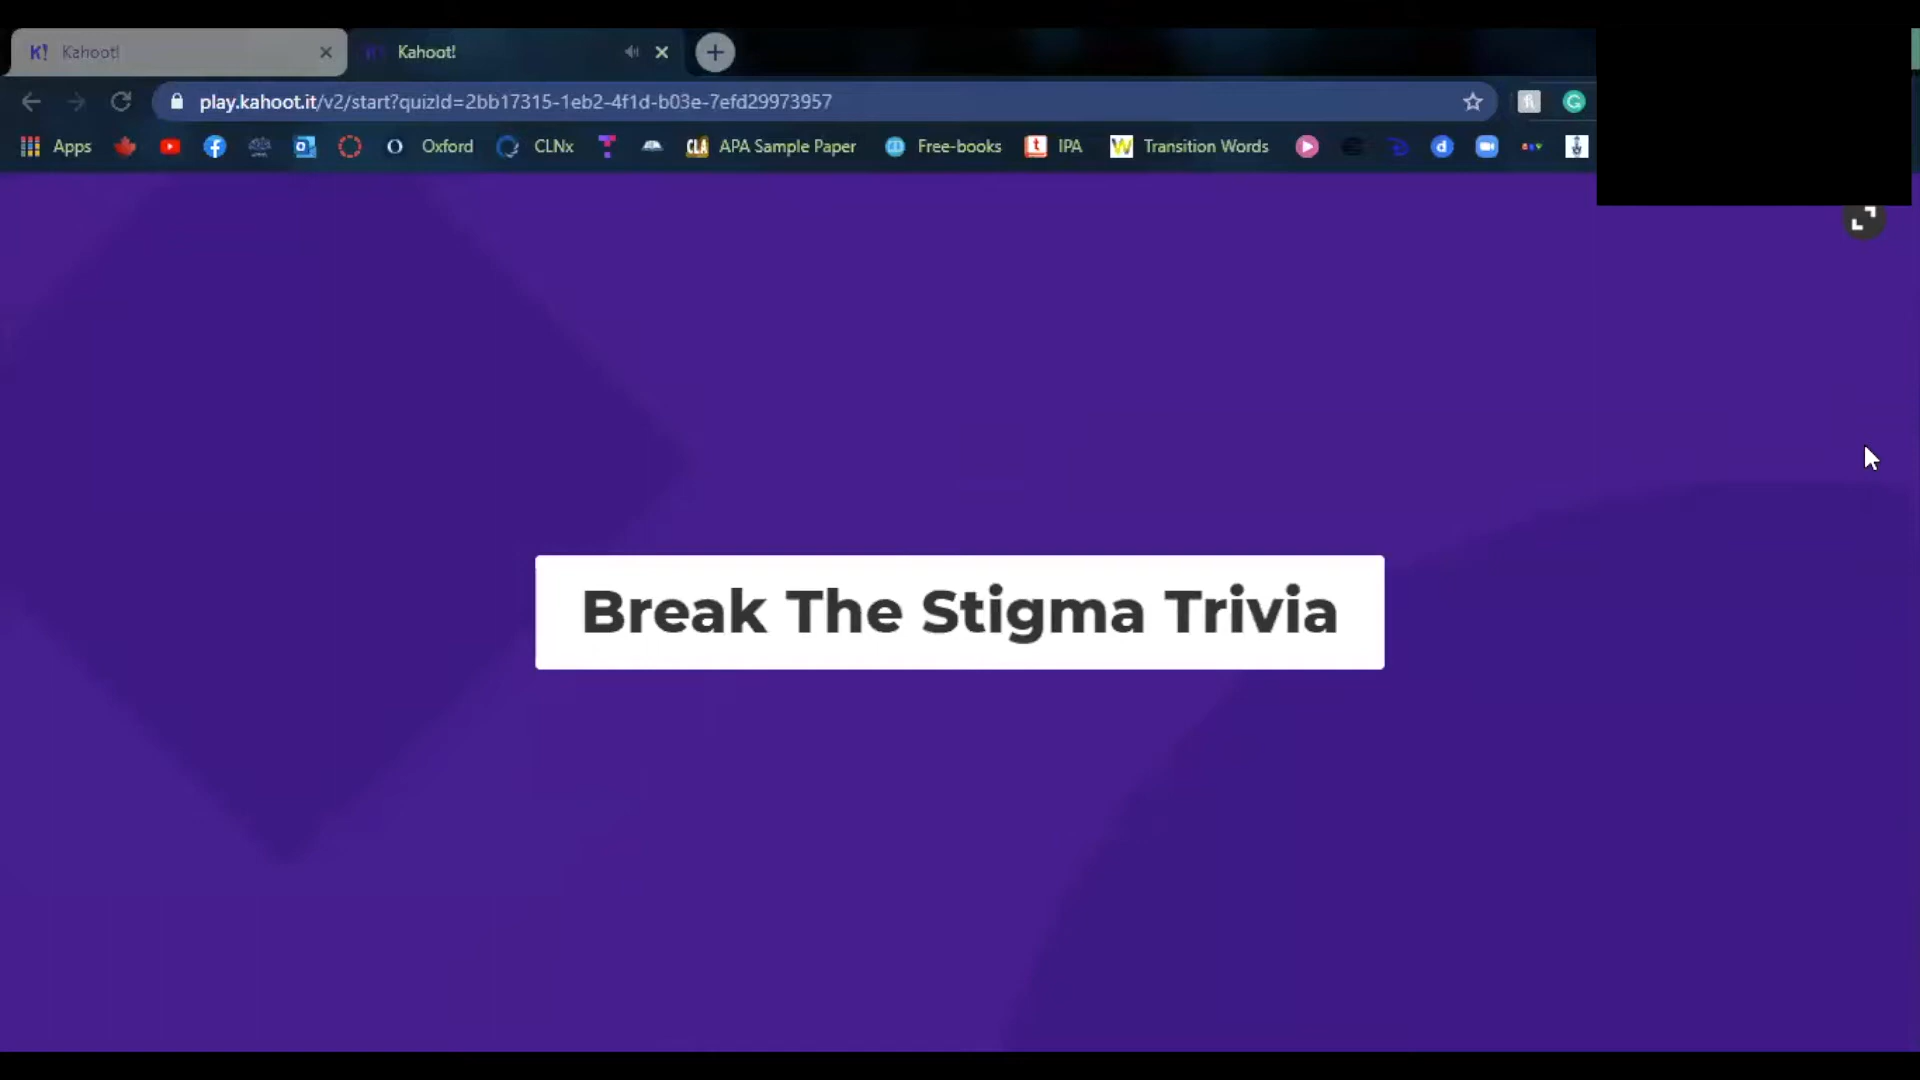 K! Kahoot!
Kahoot!
play.kahoot.it/v2/start?quizId=2bb17315-1eb2-4f1d-b03e-7efd29973957
Apps Oxford CLNx CLA APA Sample Paper Free-books t IPA W Transition Words d
Break The Stigma Trivia